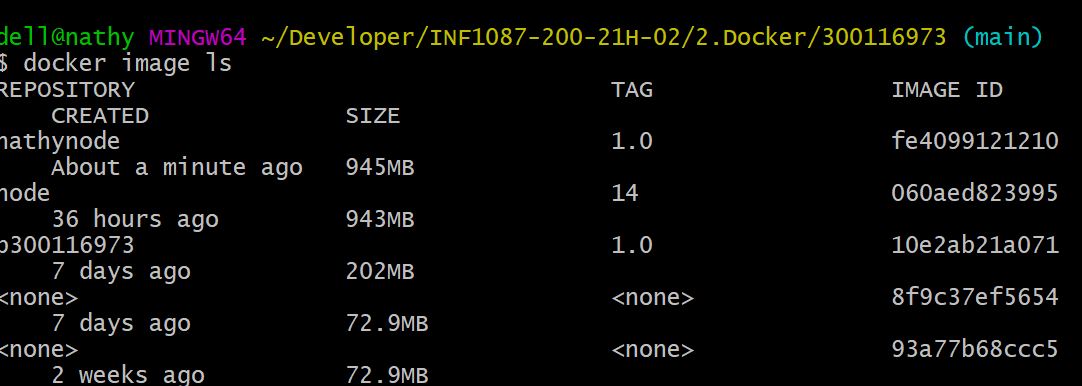 dell@nathy MINGW64 ~/Developer/INF1087-200-21H-02/2.Docker/300116973 (main)
$ docker image ls
REPOSITORY TAG IMAGE ID
CREATED SIZE
nathynode 1.0 fe4099121210
About a minute ago 945MB
node 14 060aed823995
36 hours ago 943MB
b300116973 1.0 10e2ab21a071
7 days ago 202MB
<none> <none> 8f9c37ef5654
7 days ago 72.9MB
<none> <none> 93a77b68ccc5
2 weeks ago 72.9MB